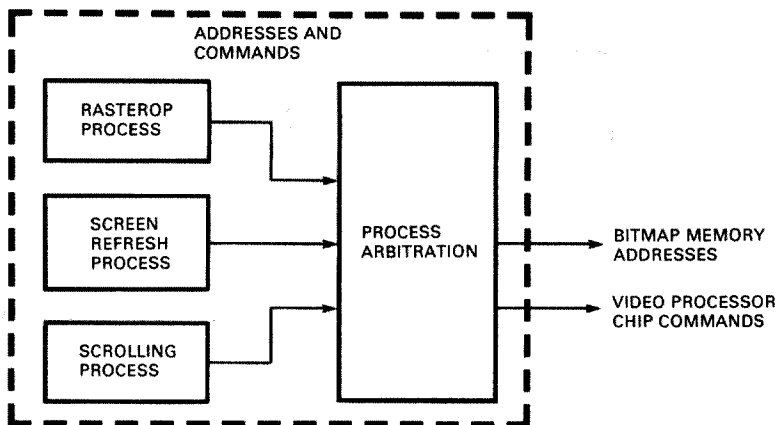 ADDRESSES AND
COMMANDS
RASTEROP
PROCESS
SCREEN
REFRESH
PROCESS
SCROLLING
PROCESS
PROCESS
ARBITRATION
BITMAP MEMORY
ADDRESSES
VIDEO PROCESSOR
CHIP COMMANDS